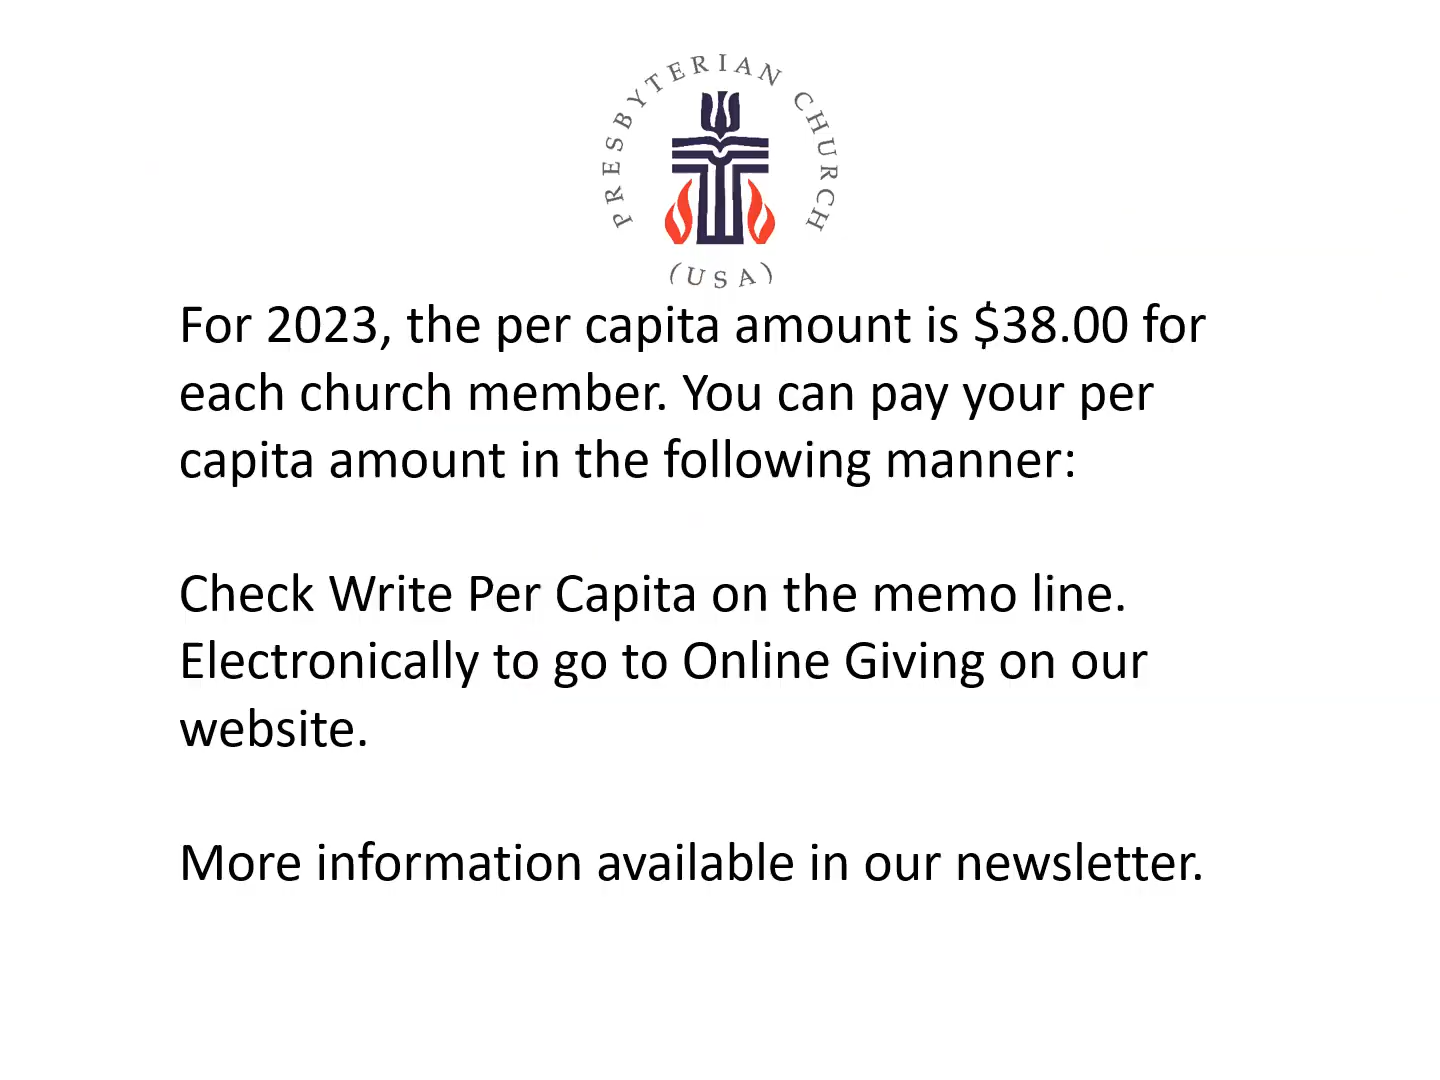 PRESBYTERIAN CHURCH
(USA)
For 2023, the per capita amount is $38.00 for
each church member. You can pay your per
capita amount in the following manner:
Check Write Per Capita on the memo line.
Electronically to go to Online Giving on our
website.
More information available in our newsletter.